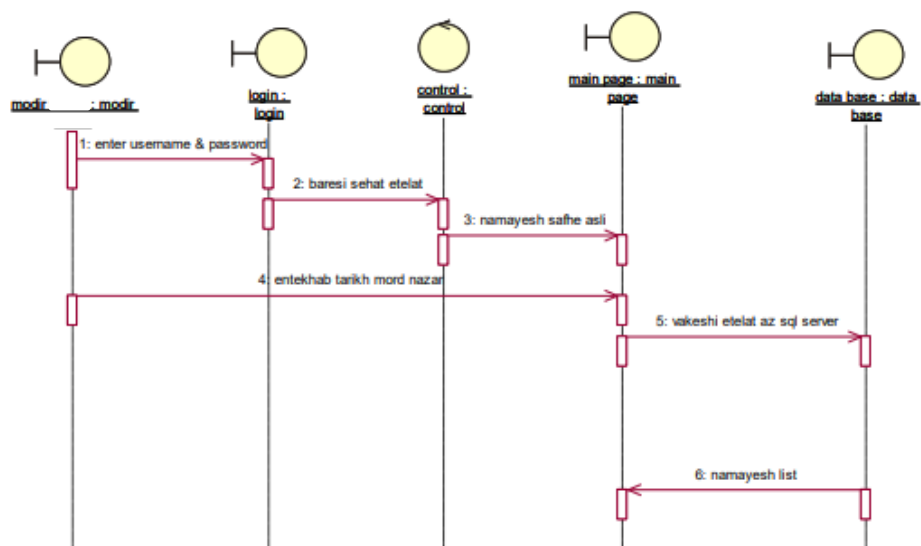 modir : modir
login :
login
control :
control
main page : main
page
data base : data
base
1: enter username & password
2: baresi sehat etelat
3: namayesh safhe asli
4: entekhab tarikh mord nazar
5: vakeshi etelat az sql server
6: namayesh list